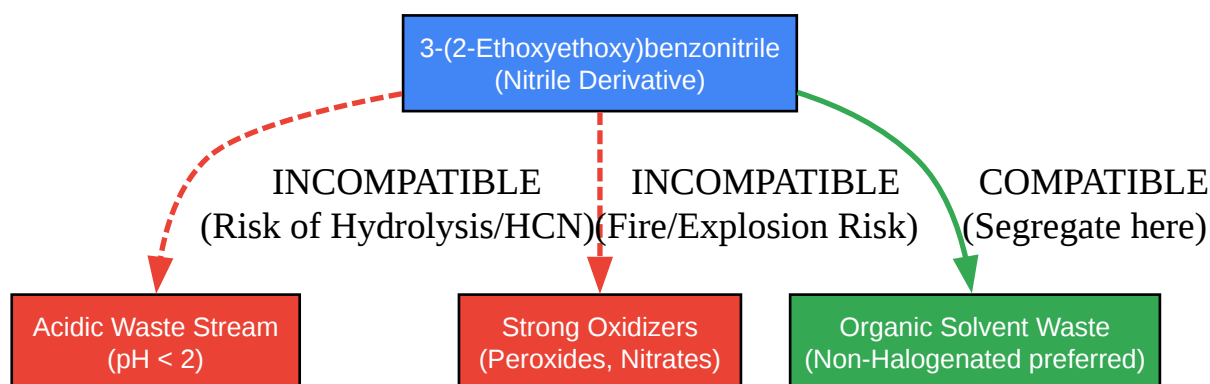 3-(2-Ethoxyethoxy)benzonitrile
(Nitrile Derivative)
INCOMPATIBLE
(Risk of Hydrolysis/HCN)
INCOMPATIBLE
(Fire/Explosion Risk)
COMPATIBLE
(Segregate here)
Acidic Waste Stream
(pH < 2)
Strong Oxidizers
(Peroxides, Nitrates)
Organic Solvent Waste
(Non-Halogenated preferred)